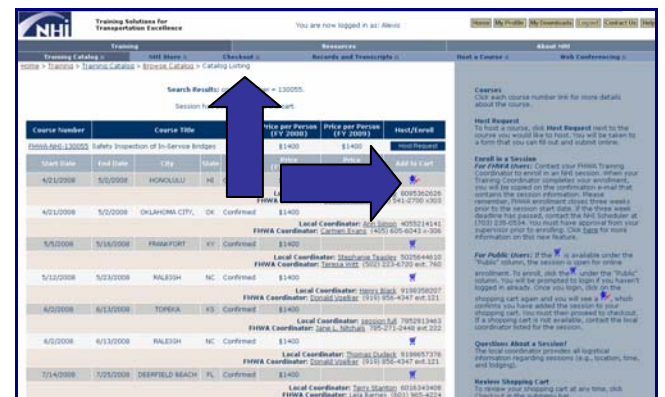 NHI
Training Solutions for
Transportation Excellence
You are now logged in as: Alexis
Home My Profile My Downloads Logout Contact Us Help
Training Resources About NHI
Training Catalog NHI Store Checkout Records and Transcripts Host a Course Web Conferencing
Home > Training > Training Catalog > Browse Catalog > Catalog Listing
Search Results: = 130055.
Session cart.
Course Number Course Title Price per Person Price per Person Host/Enroll
(FY 2008) (FY 2009)
FHWA-NHI-130055 Safety Inspection of In-Service Bridges $1400 $1400 Host Request
Start Date End Date City State Price Price Add to Cart
4/21/2008 5/2/2008 HONOLULU HI
Lo 8085362626
FHW 541-2700 x303
4/21/2008 5/2/2008 OKLAHOMA CITY, OK Confirmed $1400
Local Coordinator: Ann Simon 4055214141
FHWA Coordinator: Carmen Evans (405) 605-6043 x-306
5/5/2008 5/16/2008 FRANKFORT KY Confirmed $1400
Local Coordinator: Stephanie Teasley 5025644610
FHWA Coordinator: Teresa Witt (502) 223-6720 ext. 760
5/12/2008 5/23/2008 RALEIGH NC Confirmed $1400
Local Coordinator: Henry Black 9198358207
FHWA Coordinator: Donald Voelker (919) 856-4347 ext.121
6/2/2008 6/13/2008 TOPEKA KS Confirmed $1400
Local Coordinator: session full 7852913463
FHWA Coordinator: Jane L. Nitchals 785-271-2448 ext 222
6/2/2008 6/13/2008 RALEIGH NC Confirmed $1400
Local Coordinator: Thomas Dudeck 9198657376
FHWA Coordinator: Donald Voelker (919) 856-4347 ext.121
7/14/2008 7/25/2008 DEERFIELD BEACH FL Confirmed $1400
Local Coordinator: Terry Stanton 6016343408
FHWA Coordinator: Lela Barnes (601) 965-4224
Courses
Click each course number link for more details
about the course.
Host Request
To host a course, click Host Request next to the
course you would like to host. You will be taken to
a form that you can fill out and submit online.
Enroll in a Session
For FHWA Users: Contact your FHWA Training
Coordinator to enroll in an NHI session. When your
Training Coordinator completes your enrollment,
you will be copied on the confirmation e-mail that
contains the session information. Please
remember, FHWA enrollment closes three weeks
prior to the session start date. If the three week
deadline has passed, contact the NHI Scheduler at
(703) 235-0534. You must have approval from your
supervisor prior to enrolling. Click here for more
information on this new feature.
For Public Users: If the is available under the
"Public" column, the session is open for online
enrollment. To enroll, click the under the "Public"
column. You will be prompted to login if you haven't
logged in already. Once you login, click on the
shopping cart again and you will see a , which
confirms you have added the session to your
shopping cart. You must then proceed to checkout.
If a shopping cart is not available, contact the local
coordinator listed for the session.
Questions About a Session?
The local coordinator provides all logistical
information regarding sessions (e.g., location, time,
and lodging).
Review Shopping Cart
To review your shopping cart at any time, click
Checkout in the submenu bar.